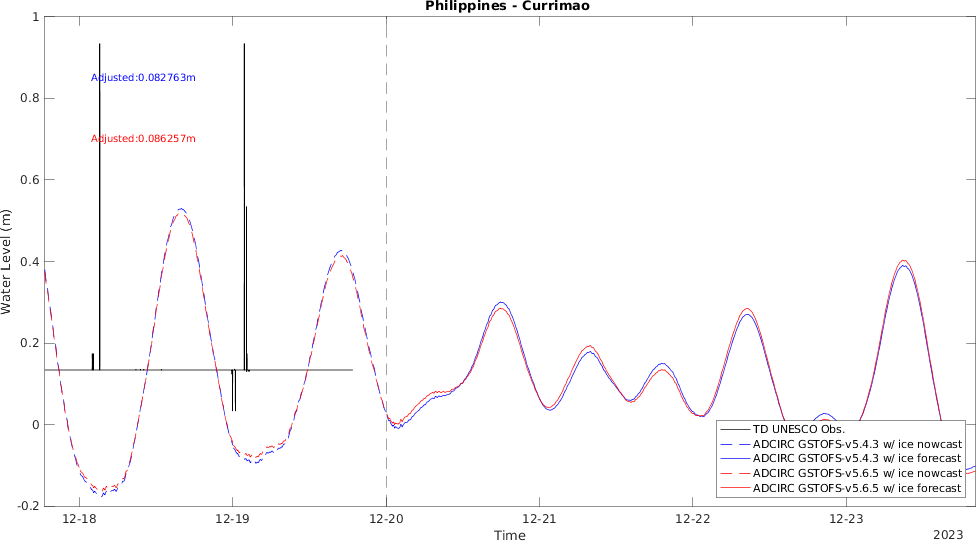 Philippines - Currimao
1
0.8
0.6
0.4
0.2
0
-0.2
Water Level (m)
Adjusted:0.082763m
Adjusted:0.086257m
TD UNESCO Obs.
ADCIRC GSTOFS-v5.4.3 w/ ice nowcast
ADCIRC GSTOFS-v5.4.3 w/ ice forecast
ADCIRC GSTOFS-v5.6.5 w/ ice nowcast
ADCIRC GSTOFS-v5.6.5 w/ ice forecast
12-18 12-19 12-20 12-21 12-22 12-23
Time
2023